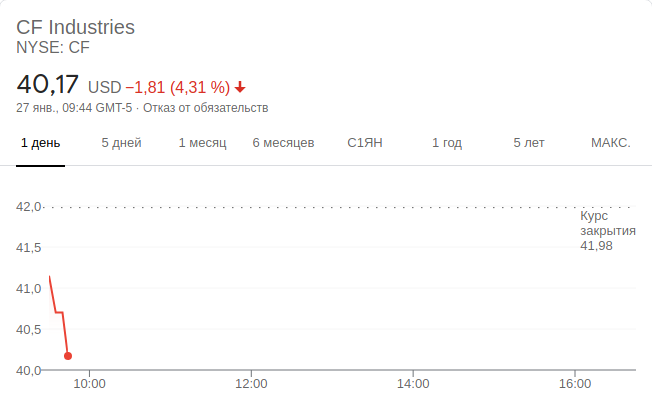 CF Industries
NYSE: CF
40,17 USD −1,81 (4,31 %)
27 янв., 09:44 GMT-5 · Отказ от обязательств
1 день 5 дней 1 месяц 6 месяцев С1ЯН 1 год 5 лет МАКС.
42,0
Курс
закрытия
41,98
41,5
41,0
40,5
40,0
10:00 12:00 14:00 16:00